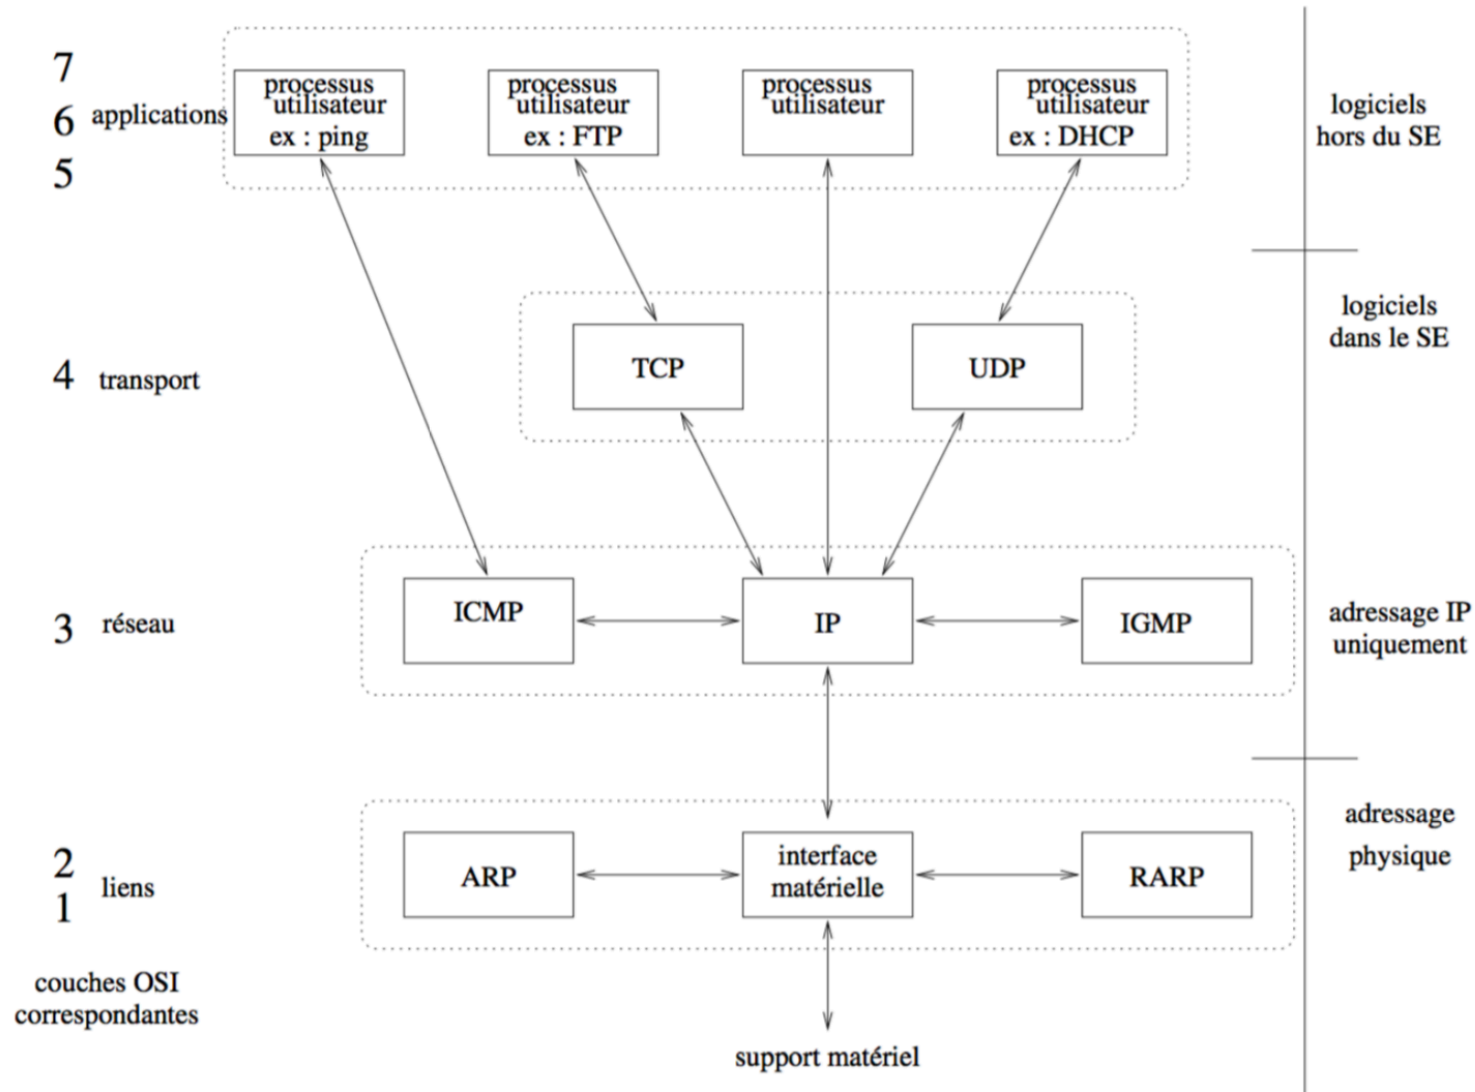 7
6
5
applications
processus
utilisateur
ex : ping
processus
utilisateur
ex : FTP
processus
utilisateur
processus
utilisateur
ex : DHCP
logiciels
hors du SE
4
transport
TCP
UDP
logiciels
dans le SE
3
réseau
ICMP
IP
IGMP
adressage IP
uniquement
2
1
liens
ARP
interface
matérielle
RARP
adressage
physique
couches OSI
correspondantes
support matériel